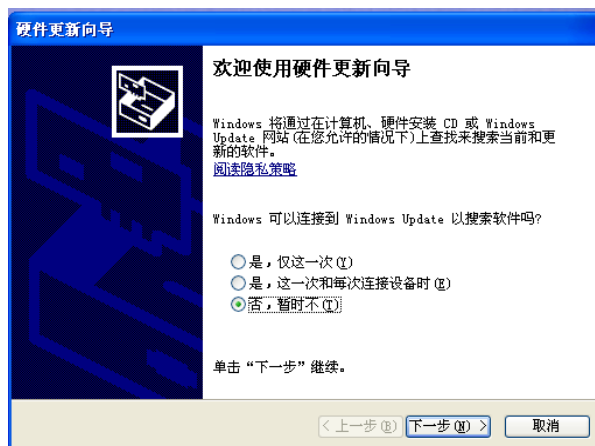 硬件更新向导
欢迎使用硬件更新向导
Windows 将通过在计算机、硬件安装 CD 或 Windows
Update 网站(在您允许的情况下)上查找来搜索当前和更
新的软件。
阅读隐私策略
Windows 可以连接到 Windows Update 以搜索软件吗?
是，仅这一次(Y)
是，这一次和每次连接设备时(E)
否，暂时不(T)
单击“下一步”继续。
< 上一步(B) 下一步(N) > 取消